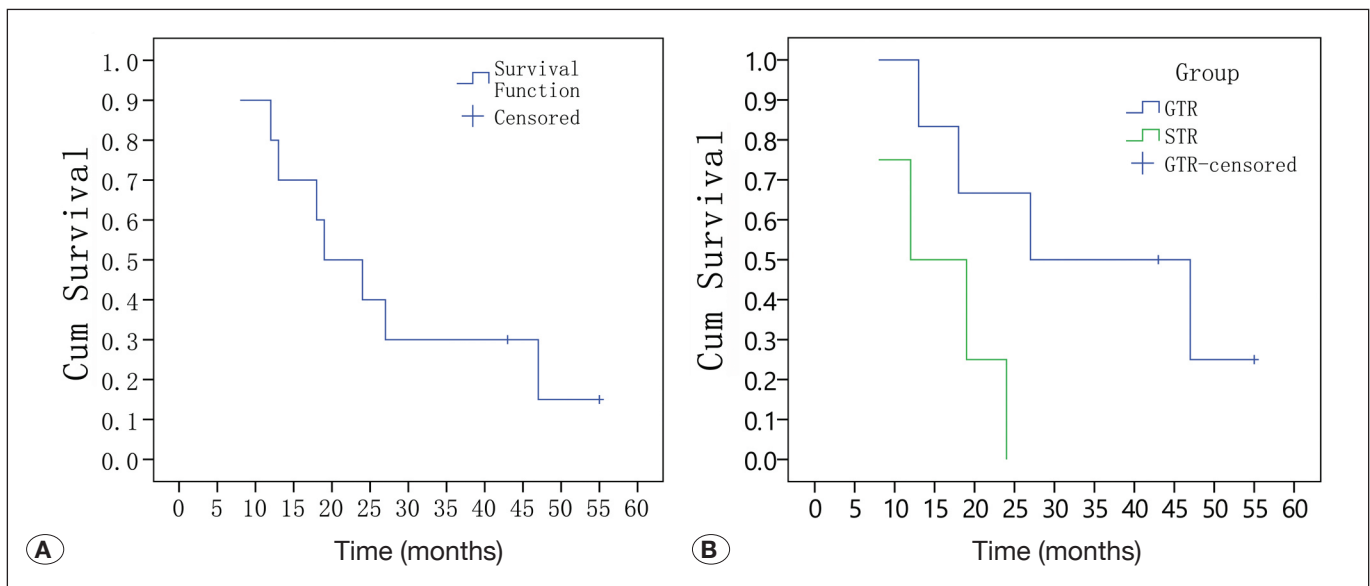 1.0
0.9
0.8
0.7
0.6
0.5
0.4
0.3
0.2
0.1
0.0
Cum Survival
Survival
Function
Censored
0 5 10 15 20 25 30 35 40 45 50 55 60
Time (months)
A
1.0
0.9
0.8
0.7
0.6
0.5
0.4
0.3
0.2
0.1
0.0
Cum Survival
Group
GTR
STR
GTR-censored
0 5 10 15 20 25 30 35 40 45 50 55 60
Time (months)
B